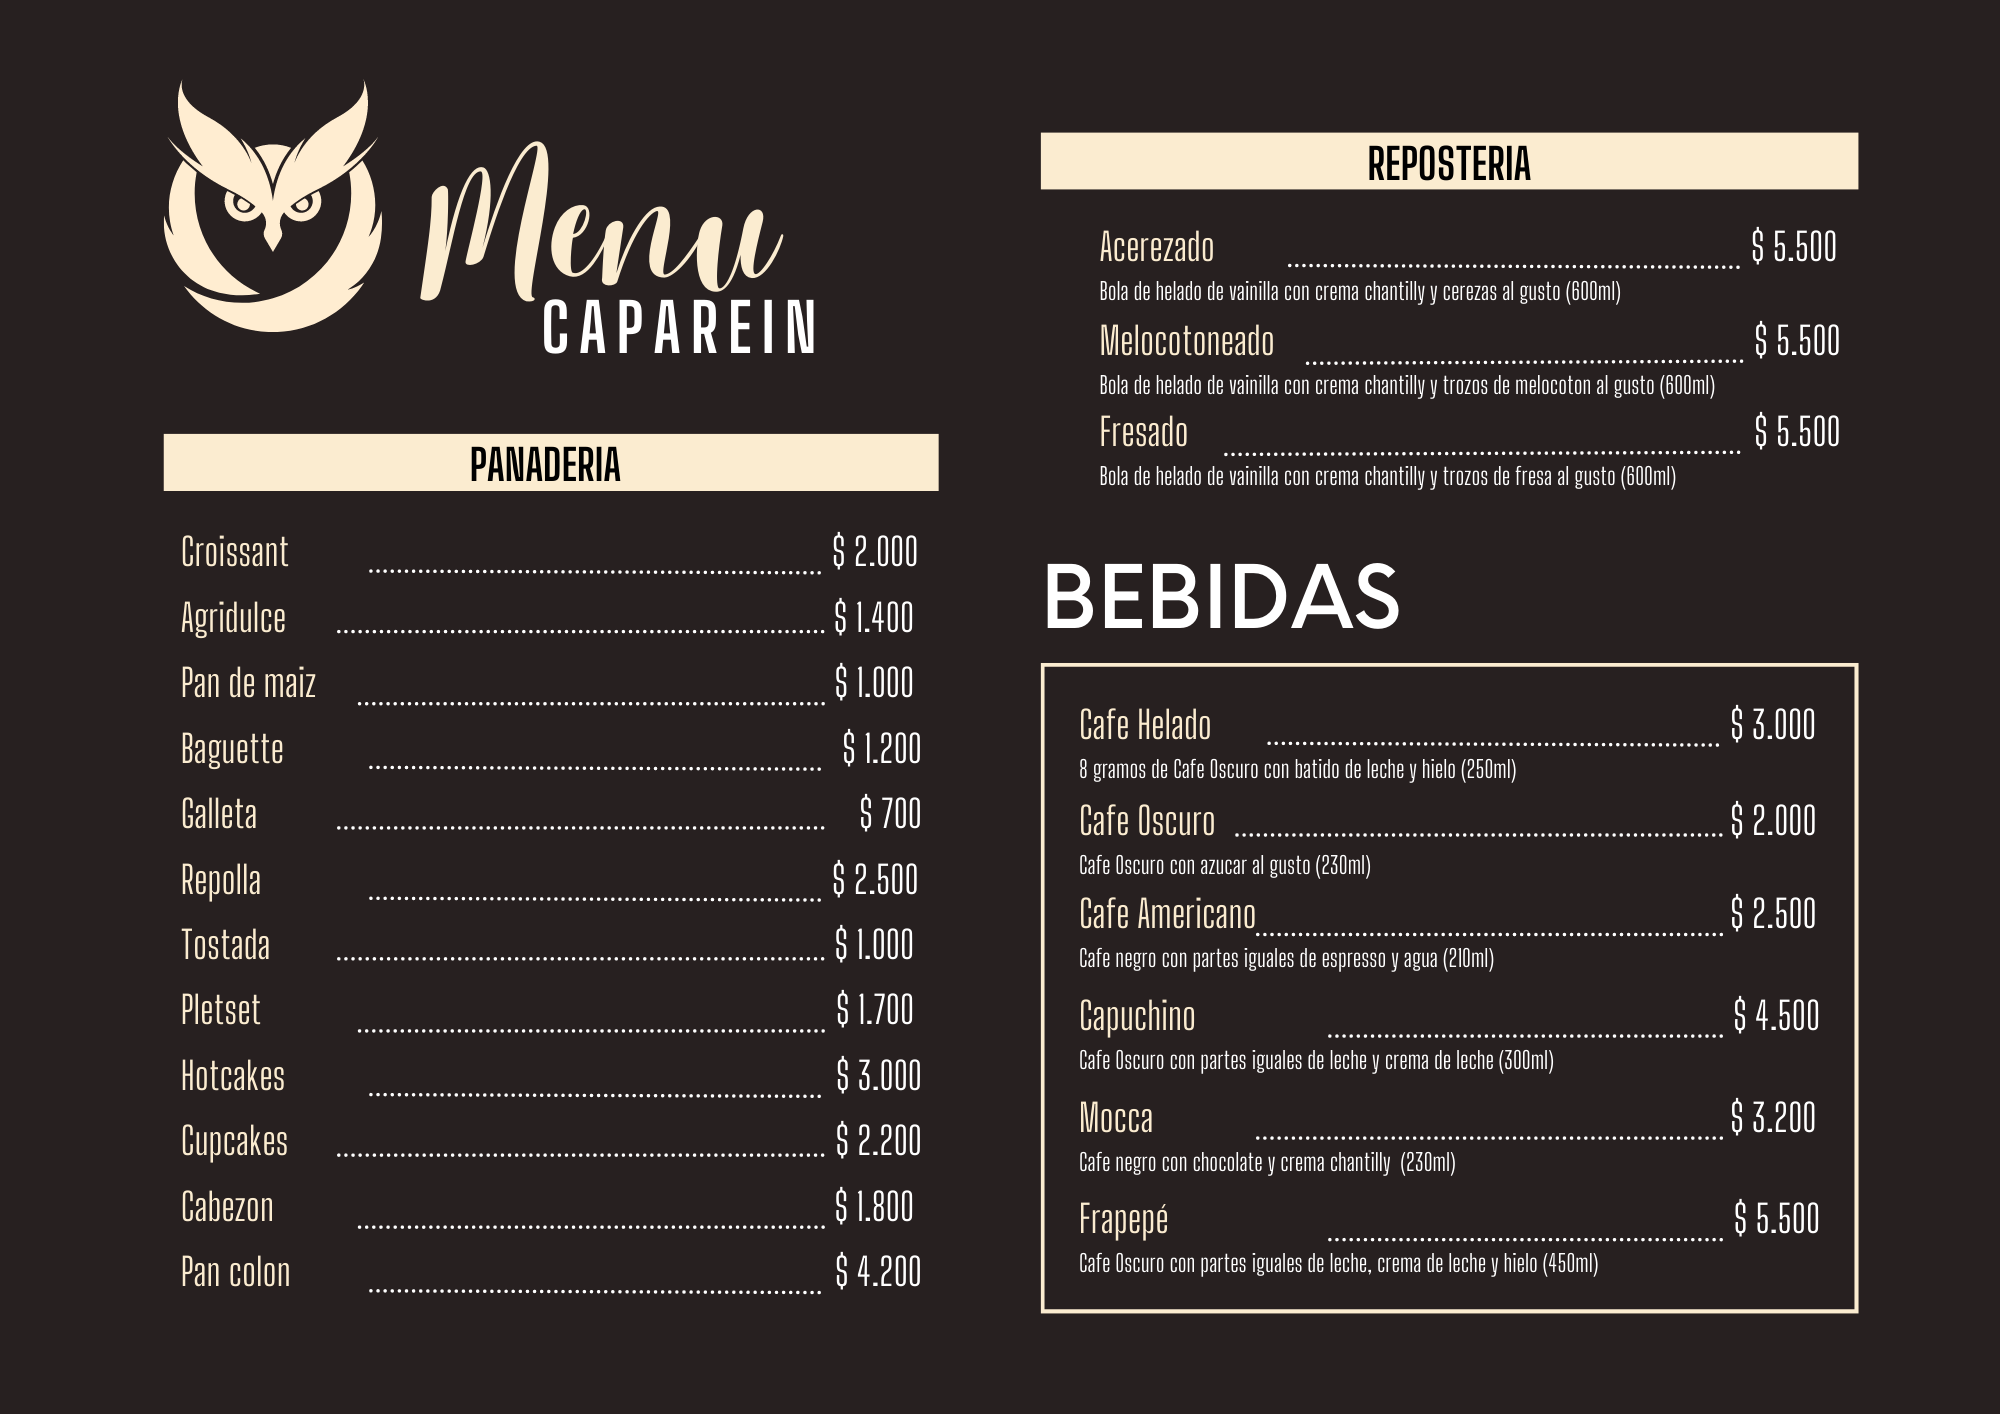 Menu
CAPAREIN
PANADERIA
Croissant $ 2.000
Agridulce $ 1.400
Pan de maiz $ 1.000
Baguette $ 1.200
Galleta $ 700
Repolla $ 2.500
Tostada $ 1.000
Pletset $ 1.700
Hotcakes $ 3.000
Cupcakes $ 2.200
Cabezon $ 1.800
Pan colon $ 4.200
REPOSTERIA
Acerezado $ 5.500
Bola de helado de vainilla con crema chantilly y cerezas al gusto (600ml)
Melocotoneado $ 5.500
Bola de helado de vainilla con crema chantilly y trozos de melocoton al gusto (600ml)
Fresado $ 5.500
Bola de helado de vainilla con crema chantilly y trozos de fresa al gusto (600ml)
BEBIDAS
Cafe Helado $ 3.000
8 gramos de Cafe Oscuro con batido de leche y hielo (250ml)
Cafe Oscuro $ 2.000
Cafe Oscuro con azucar al gusto (230ml)
Cafe Americano $ 2.500
Cafe negro con partes iguales de espresso y agua (210ml)
Capuchino $ 4.500
Cafe Oscuro con partes iguales de leche y crema de leche (300ml)
Mocca $ 3.200
Cafe negro con chocolate y crema chantilly (230ml)
Frapepé $ 5.500
Cafe Oscuro con partes iguales de leche, crema de leche y hielo (450ml)